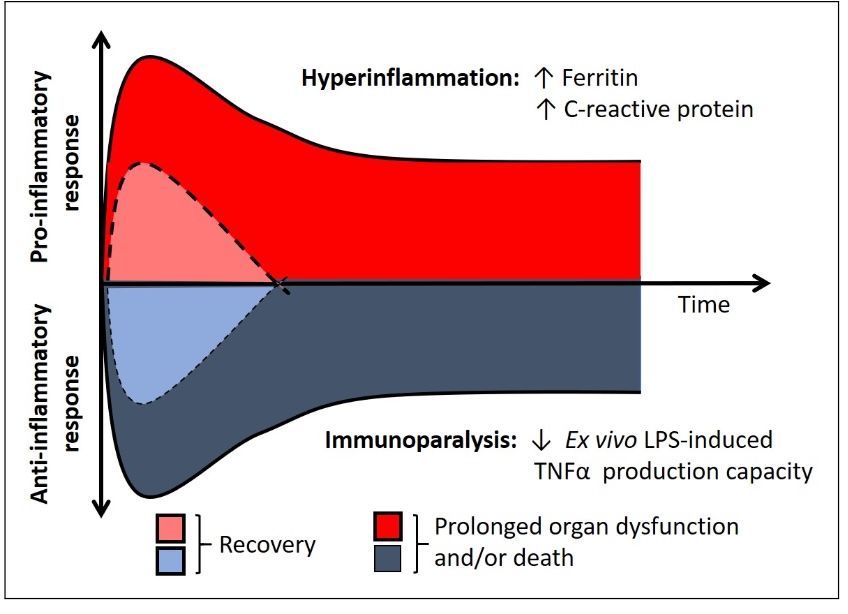 Pro-inflammatory
response
Hyperinflammation: ↑ Ferritin
↑ C-reactive protein
Time
Anti-inflammatory
response
Immunoparalysis: ↓ Ex vivo LPS-induced
TNFα production capacity
Recovery
Prolonged organ dysfunction
and/or death